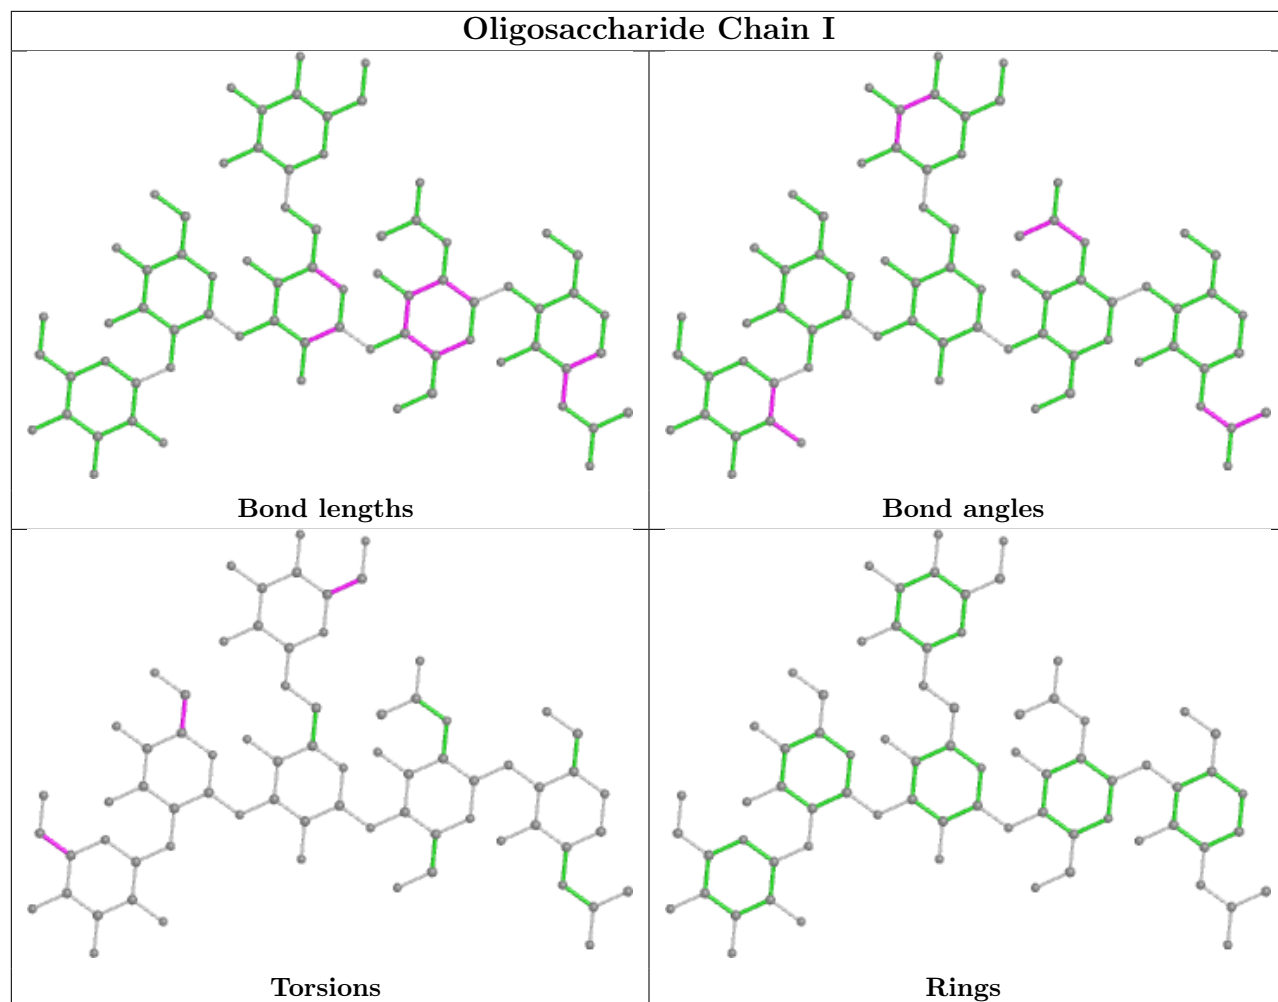 Oligosaccharide Chain I
Bond lengths
Bond angles
Torsions
Rings